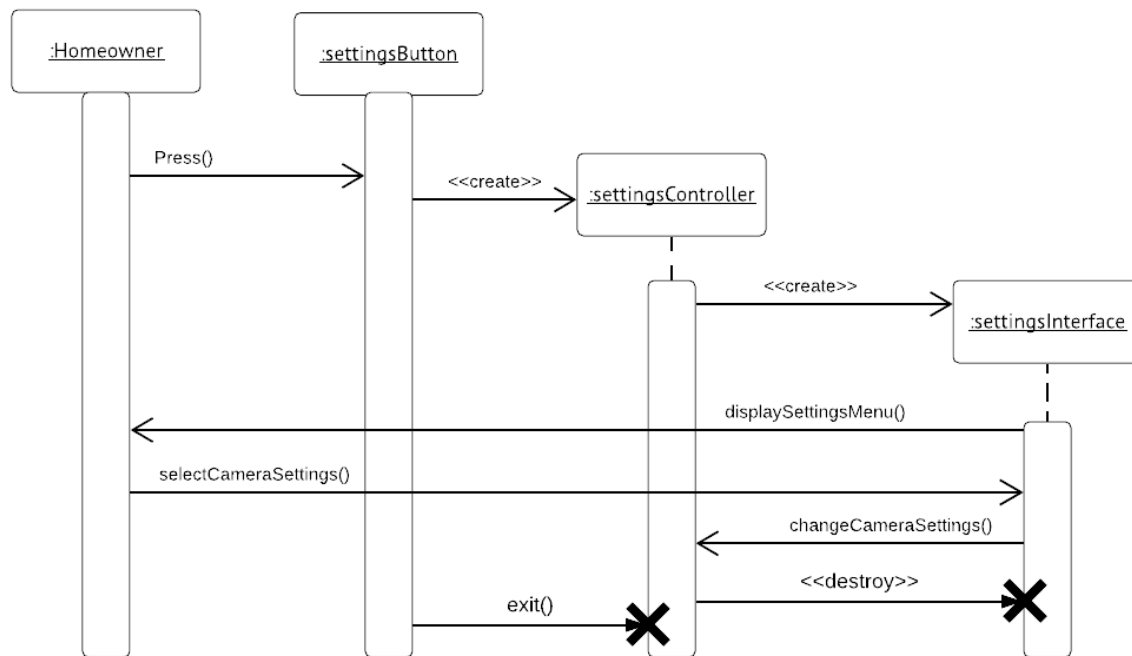 :Homeowner
:settingsButton
Press()
<<create>>
:settingsController
<<create>>
:settingsInterface
displaySettingsMenu()
selectCameraSettings()
changeCameraSettings()
<<destroy>>
exit()